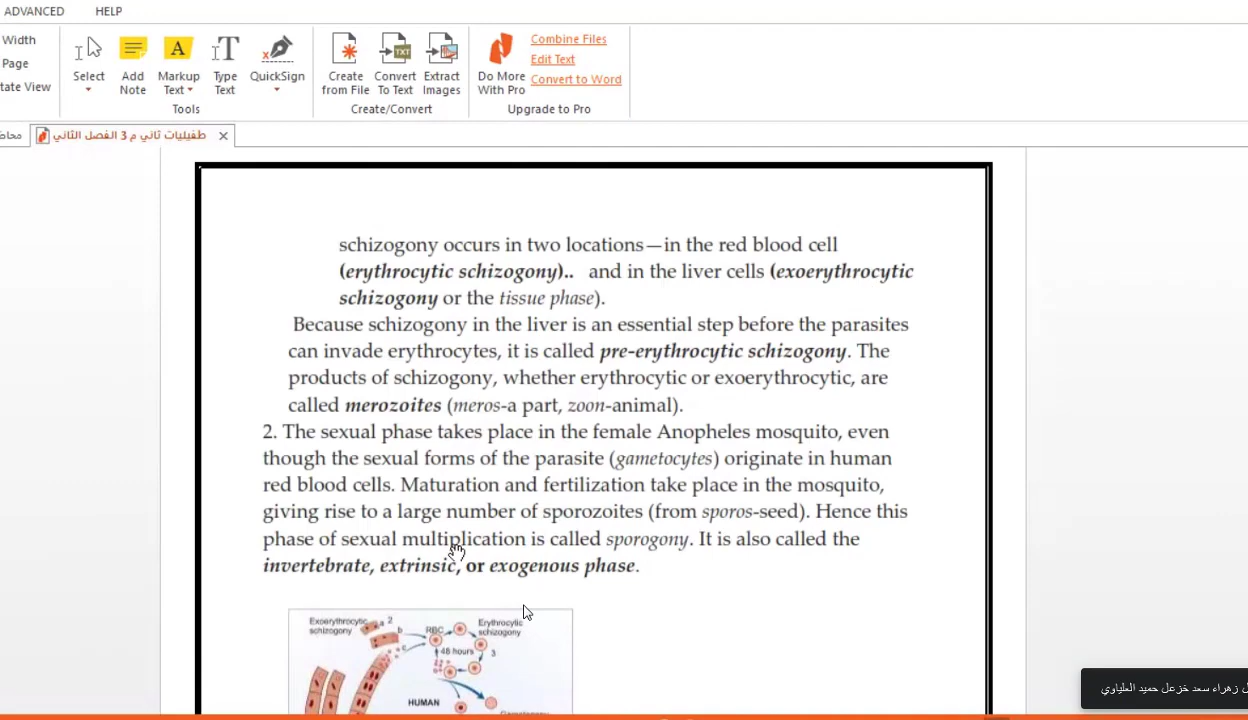 ADVANCED HELP
Width
Page
tate View
Select
Add Note
Markup Text
Type Text
QuickSign
Tools
Create from File
Convert To Text
Extract Images
Create/Convert
Do More With Pro
Combine Files
Edit Text
Convert to Word
Upgrade to Pro
طفيليات ثاني م 3 الفصل الثاني
schizogony occurs in two locations—in the red blood cell
(erythrocytic schizogony).. and in the liver cells (exoerythrocytic
schizogony or the tissue phase).
Because schizogony in the liver is an essential step before the parasites
can invade erythrocytes, it is called pre-erythrocytic schizogony. The
products of schizogony, whether erythrocytic or exoerythrocytic, are
called merozoites (meros-a part, zoon-animal).
2. The sexual phase takes place in the female Anopheles mosquito, even
though the sexual forms of the parasite (gametocytes) originate in human
red blood cells. Maturation and fertilization take place in the mosquito,
giving rise to a large number of sporozoites (from sporos-seed). Hence this
phase of sexual multiplication is called sporogony. It is also called the
invertebrate, extrinsic, or exogenous phase.
Exoerythrocytic
schizogony
a 2
b
c
RBC
Erythrocytic
schizogony
48 hours
3
HUMAN
زهراء سعد خزعل حميد العلياوي